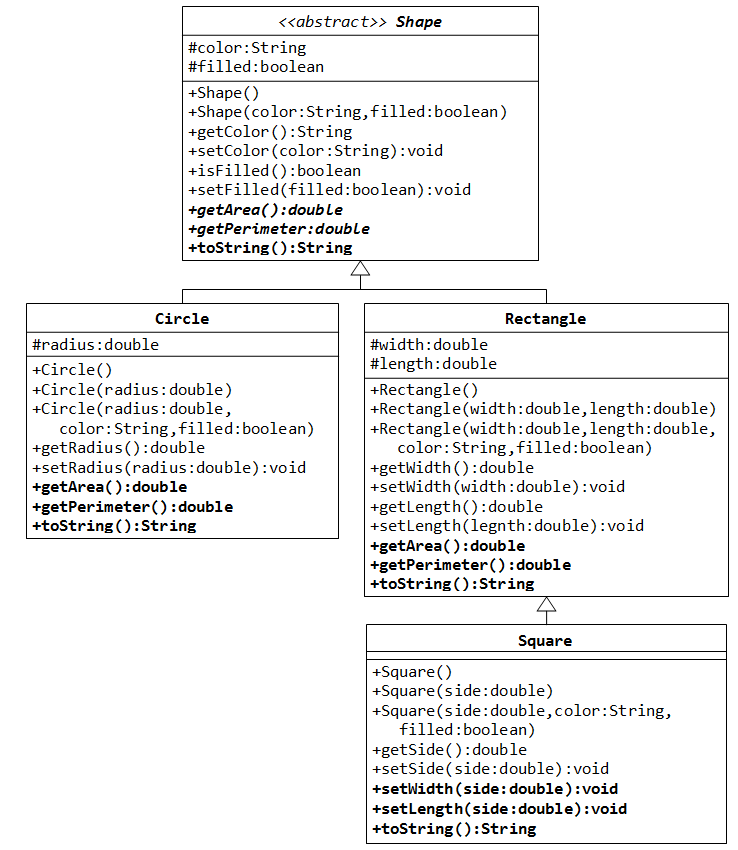 <<abstract>> Shape
#color:String
#filled:boolean
+Shape()
+Shape(color:String,filled:boolean)
+getColor():String
+setColor(color:String):void
+isFilled():boolean
+setFilled(filled:boolean):void
+getArea():double
+getPerimeter:double
+toString():String
Circle
#radius:double
+Circle()
+Circle(radius:double)
+Circle(radius:double,
color:String,filled:boolean)
+getRadius():double
+setRadius(radius:double):void
+getArea():double
+getPerimeter():double
+toString():String
Rectangle
#width:double
#length:double
+Rectangle()
+Rectangle(width:double,length:double)
+Rectangle(width:double,length:double,
color:String,filled:boolean)
+getWidth():double
+setWidth(width:double):void
+getLength():double
+setLength(legnth:double):void
+getArea():double
+getPerimeter():double
+toString():String
Square
+Square()
+Square(side:double)
+Square(side:double,color:String,
filled:boolean)
+getSide():double
+setSide(side:double):void
+setWidth(side:double):void
+setLength(side:double):void
+toString():String